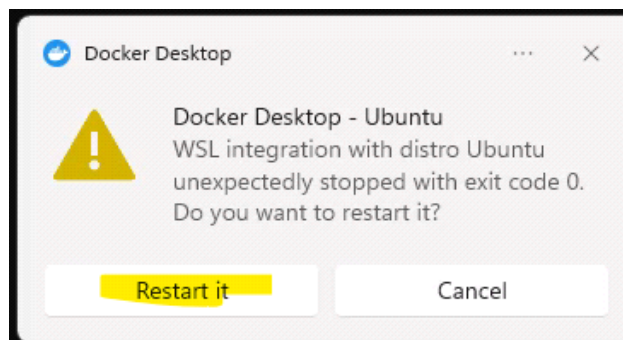 Docker Desktop
Docker Desktop - Ubuntu
WSL integration with distro Ubuntu
unexpectedly stopped with exit code 0.
Do you want to restart it?
Restart it
Cancel